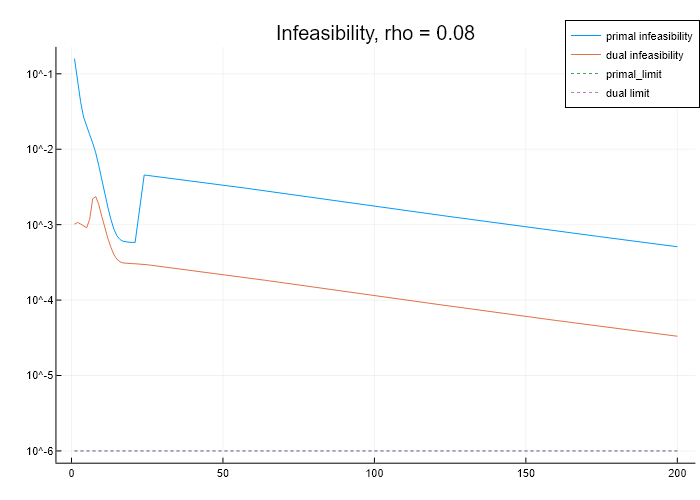 Infeasibility, rho = 0.08
primal infeasibility
dual infeasibility
primal_limit
dual limit
10^-1
10^-2
10^-3
10^-4
10^-5
10^-6
0 50 100 150 200